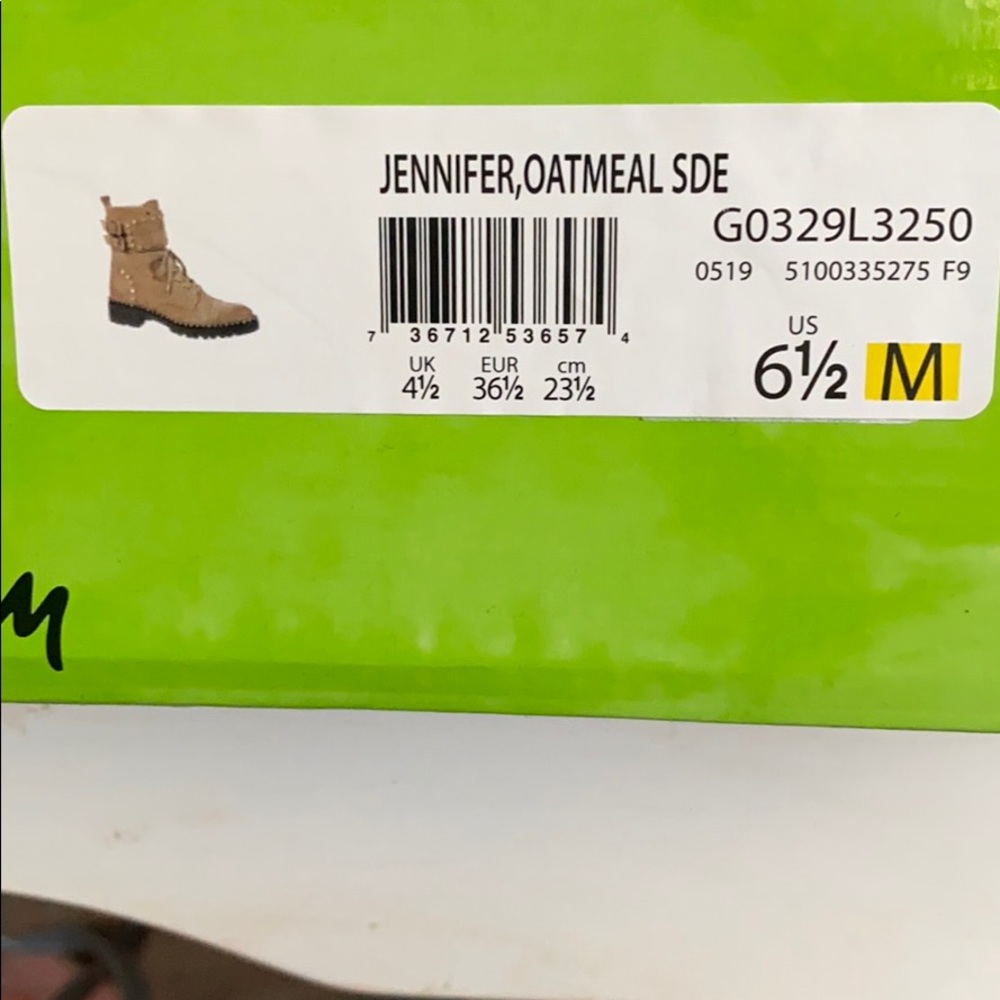 JENNIFER,OATMEAL SDE
G0329L3250
0519 5100335275 F9
7 36712 53657 4
UK EUR cm
4½ 36½ 23½
US
6½ M
m